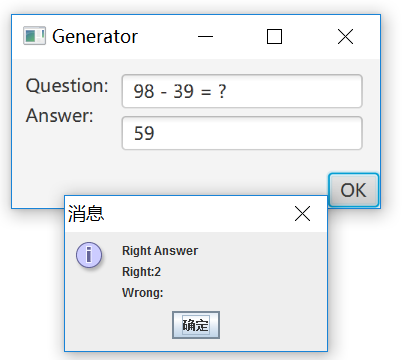 Generator
Question: 98 - 39 = ?
Answer: 59
OK
消息
Right Answer
Right:2
Wrong:
确定